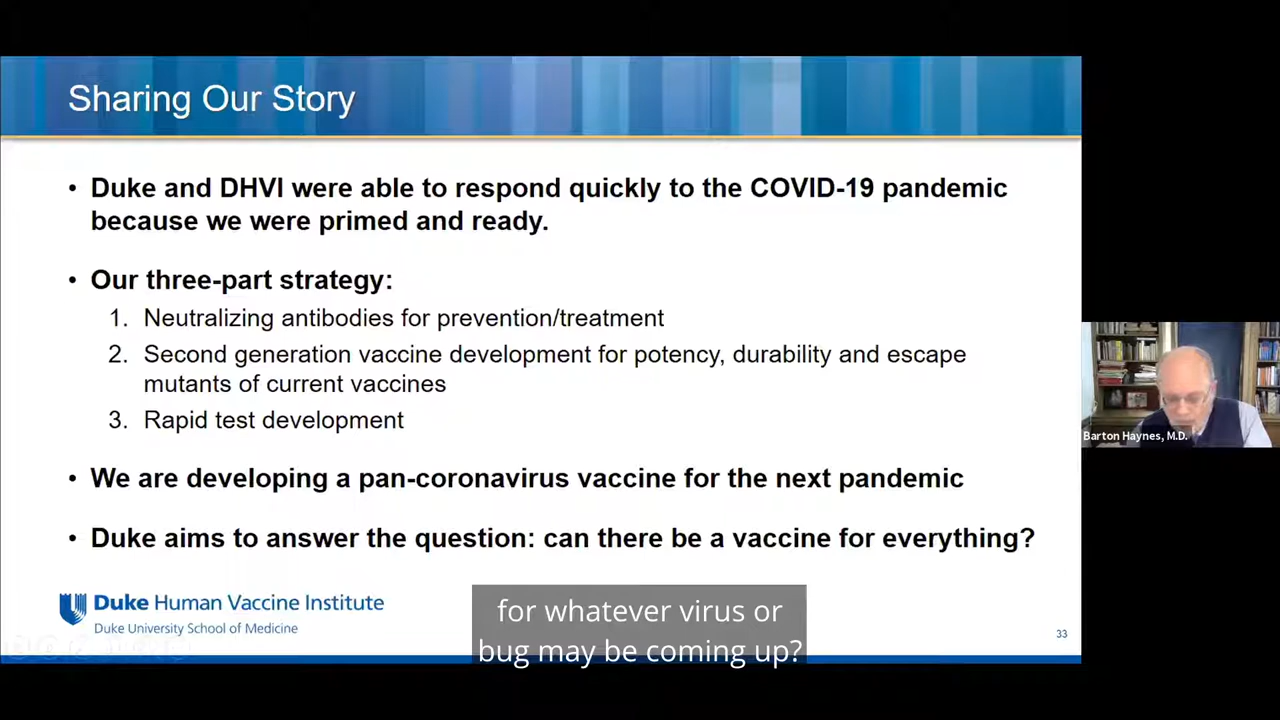 Sharing Our Story
• Duke and DHVI were able to respond quickly to the COVID-19 pandemic
because we were primed and ready.
• Our three-part strategy:
1. Neutralizing antibodies for prevention/treatment
2. Second generation vaccine development for potency, durability and escape
mutants of current vaccines
3. Rapid test development
Barton Haynes, M.D.
• We are developing a pan-coronavirus vaccine for the next pandemic
• Duke aims to answer the question: can there be a vaccine for everything?
Duke Human Vaccine Institute
Duke University School of Medicine
for whatever virus or
bug may be coming up?
33